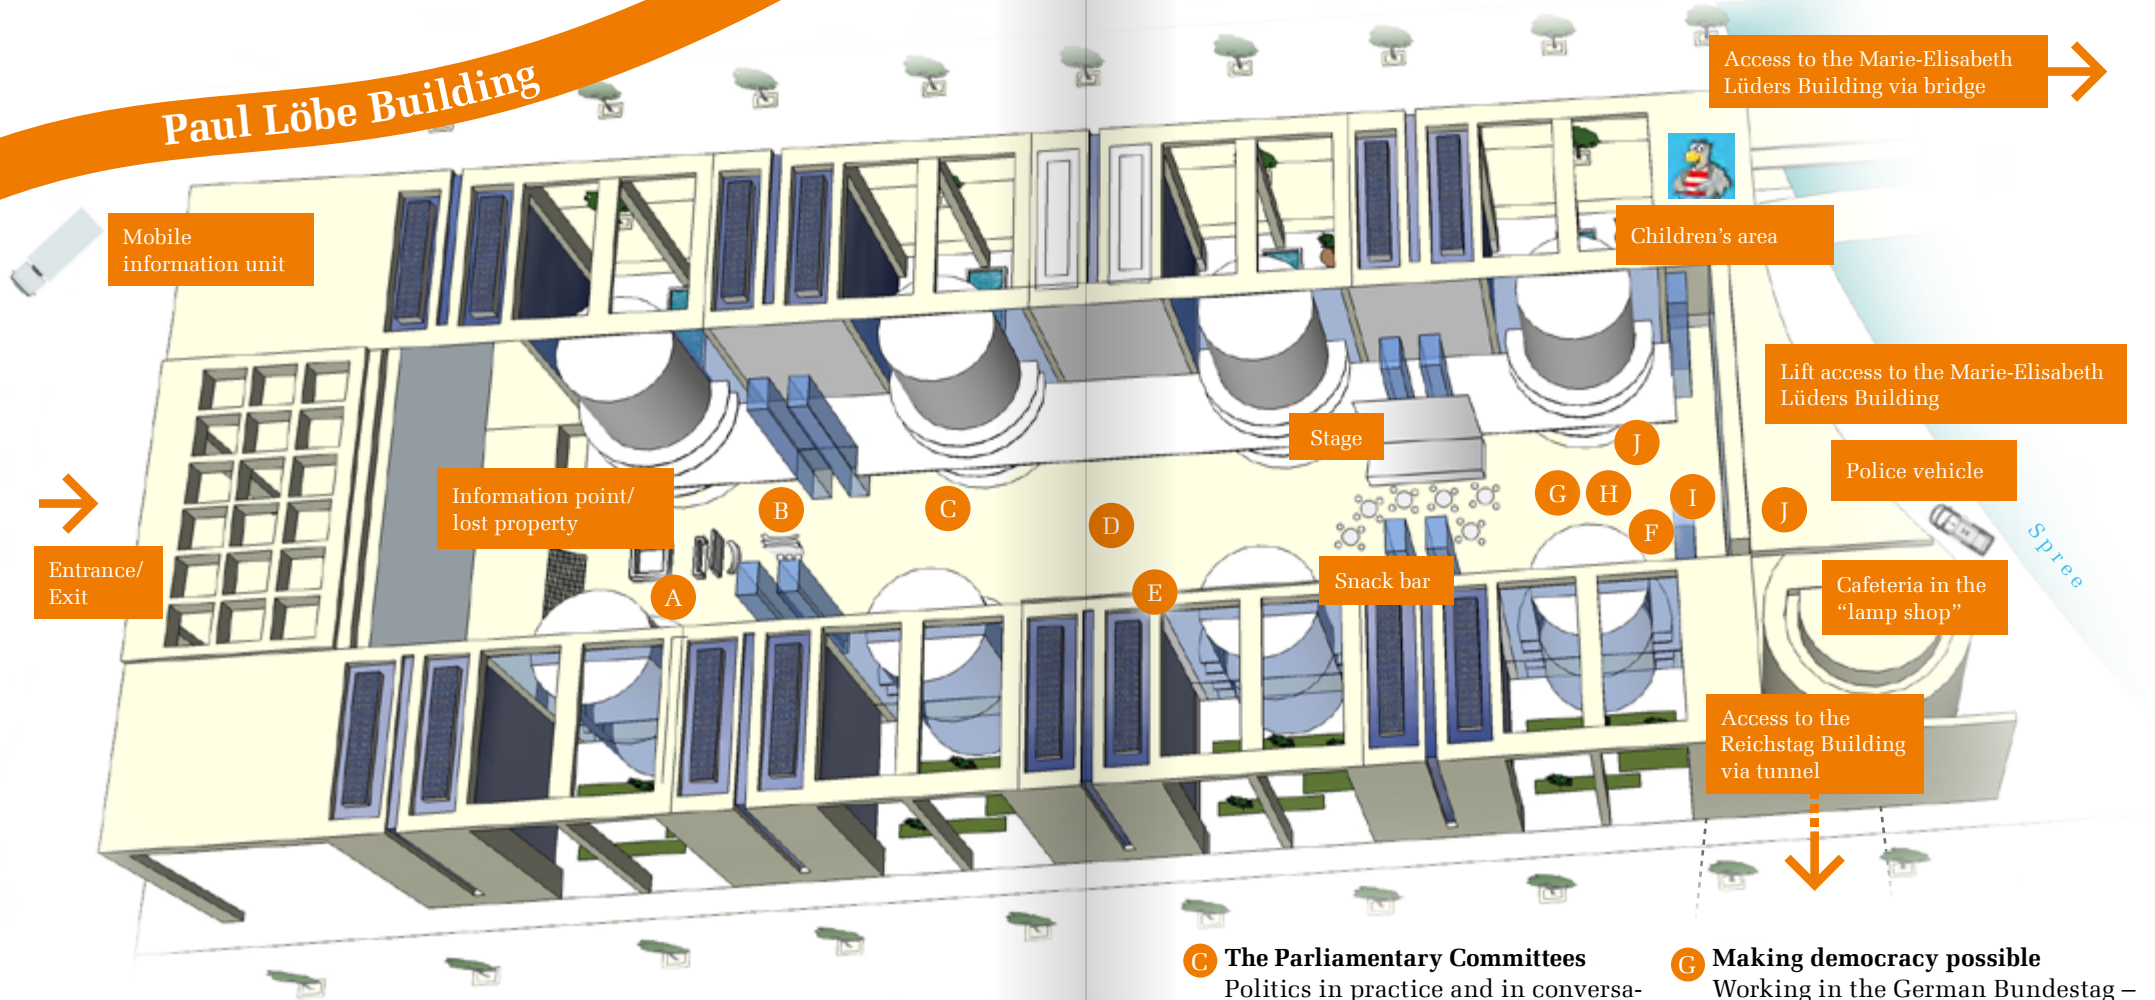 Paul Löbe Building
Access to the Marie-Elisabeth
Lüders Building via bridge
Mobile
information unit
Children’s area
Lift access to the Marie-Elisabeth
Lüders Building
Stage
J
Police vehicle
Information point/
lost property
B
C
D
G
H
I
F
J
Spree
Entrance/
Exit
A
E
Snack bar
Cafeteria in the
“lamp shop”
Access to the
Reichstag Building
via tunnel
C The Parliamentary Committees
Politics in practice and in conversa-
G Making democracy possible
Working in the German Bundestag –